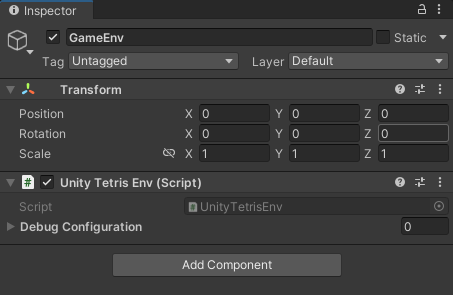 Inspector
GameEnv Static
Tag Untagged Layer Default
Transform
Position X 0 Y 0 Z 0
Rotation X 0 Y 0 Z 0
Scale X 1 Y 1 Z 1
# Unity Tetris Env (Script)
Script UnityTetrisEnv
Debug Configuration 0
Add Component